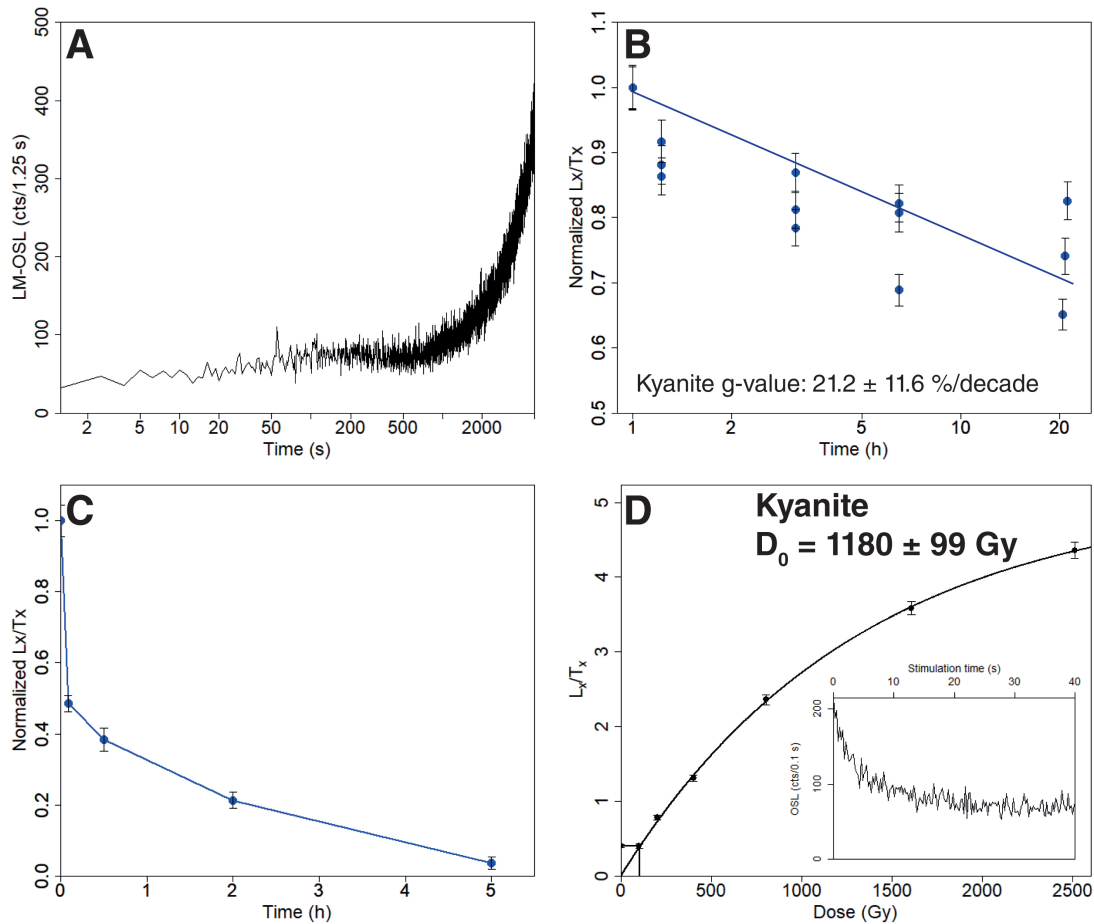 A
500
400
300
200
100
0
LM-OSL (cts/1.25 s)
2 5 10 20 50 200 500 2000
Time (s)
B
1.1
1.0
0.9
0.8
0.7
0.6
0.5
Normalized Lx/Tx
Kyanite g-value: 21.2 ± 11.6 %/decade
1 2 5 10 20
Time (h)
C
1.0
0.8
0.6
0.4
0.2
0.0
Normalized Lx/Tx
0 1 2 3 4 5
Time (h)
D
Kyanite
D₀ = 1180 ± 99 Gy
5
4
3
2
1
0
Lₓ/Tₓ
0 500 1000 1500 2000 2500
Dose (Gy)
Stimulation time (s)
0 10 20 30 40
200
100
0
OSL (cts/0.1 s)